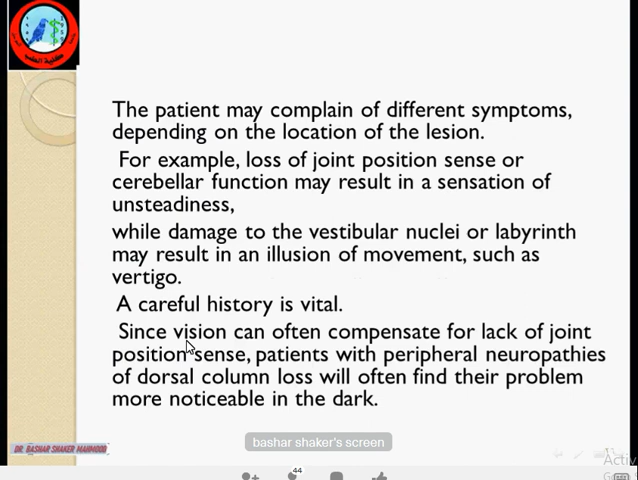 كلية الطب
The patient may complain of different symptoms,
depending on the location of the lesion.
For example, loss of joint position sense or
cerebellar function may result in a sensation of
unsteadiness,
while damage to the vestibular nuclei or labyrinth
may result in an illusion of movement, such as
vertigo.
A careful history is vital.
Since vision can often compensate for lack of joint
position sense, patients with peripheral neuropathies
of dorsal column loss will often find their problem
more noticeable in the dark.
DR. BASHAR SHAKER MAHMOOD
bashar shaker's screen
Activ
44